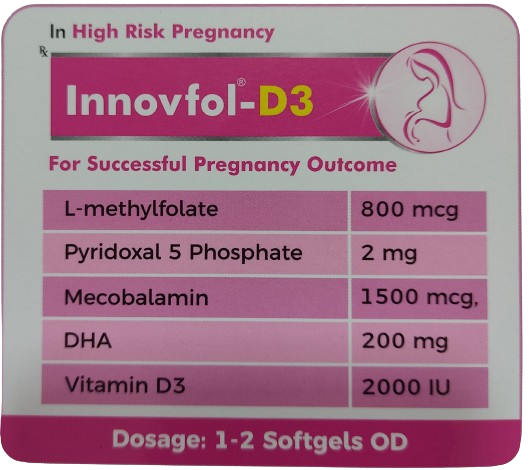 In High Risk Pregnancy
Rx
Innovfol®-D3
For Successful Pregnancy Outcome
L-methylfolate 800 mcg
Pyridoxal 5 Phosphate 2 mg
Mecobalamin 1500 mcg,
DHA 200 mg
Vitamin D3 2000 IU
Dosage: 1-2 Softgels OD